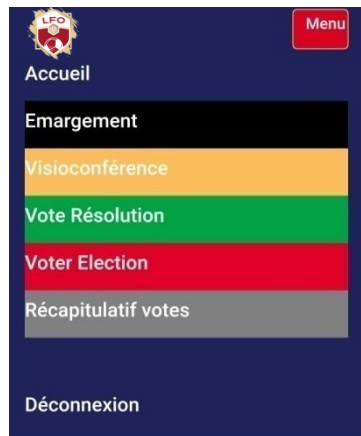 LFO
Menu
Accueil
Emargement
Visioconférence
Vote Résolution
Voter Election
Récapitulatif votes
Déconnexion